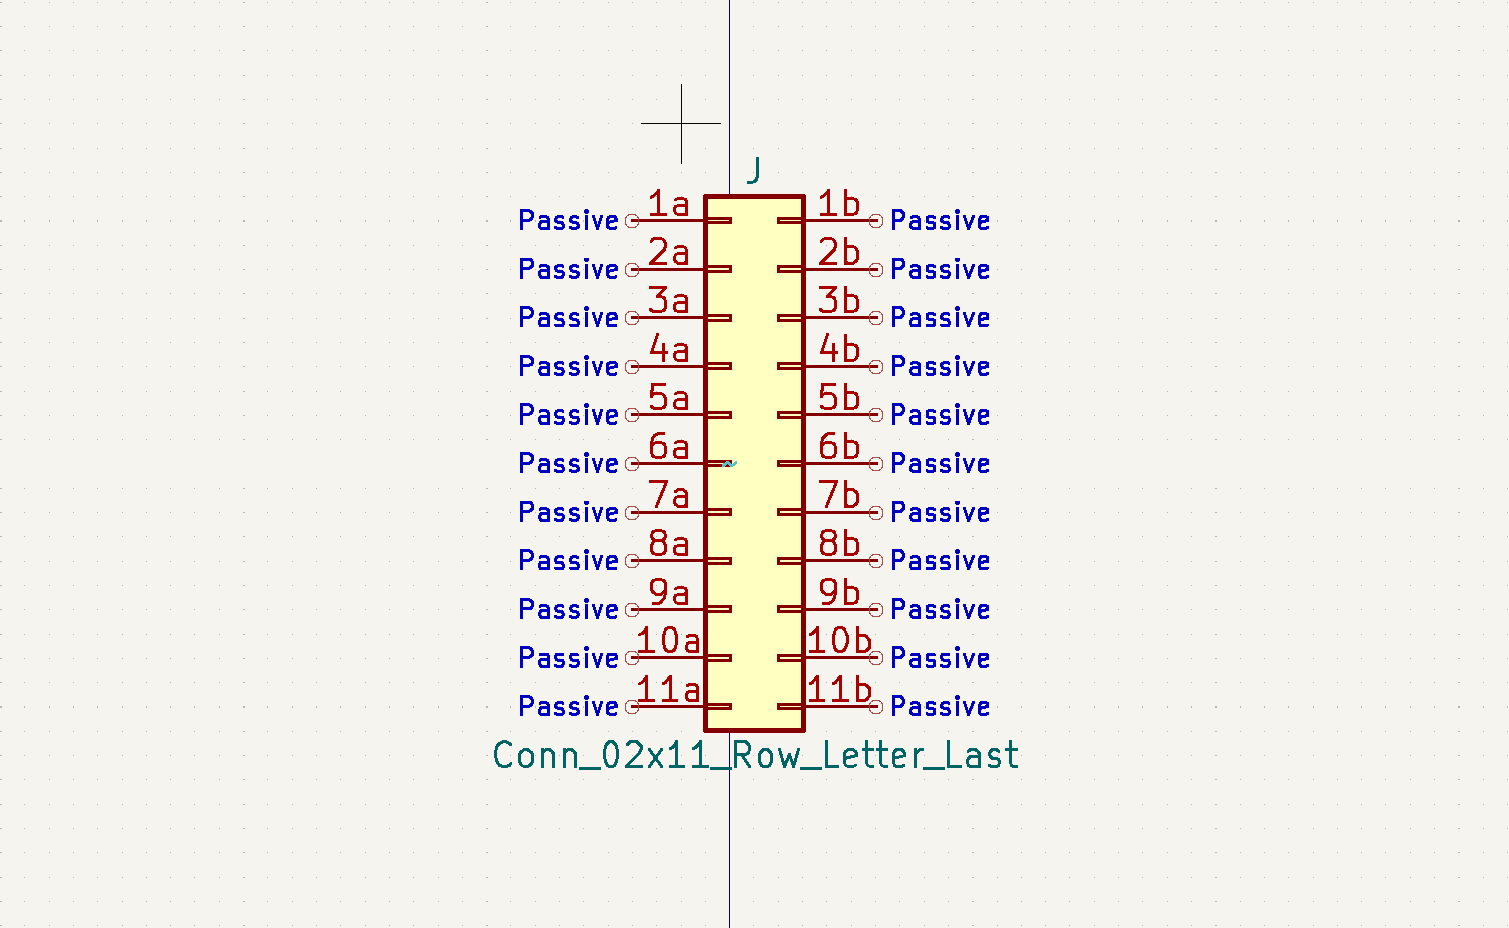 J
Passive 1a 1b Passive
Passive 2a 2b Passive
Passive 3a 3b Passive
Passive 4a 4b Passive
Passive 5a 5b Passive
Passive 6a 6b Passive
Passive 7a 7b Passive
Passive 8a 8b Passive
Passive 9a 9b Passive
Passive 10a 10b Passive
Passive 11a 11b Passive
Conn_02x11_Row_Letter_Last